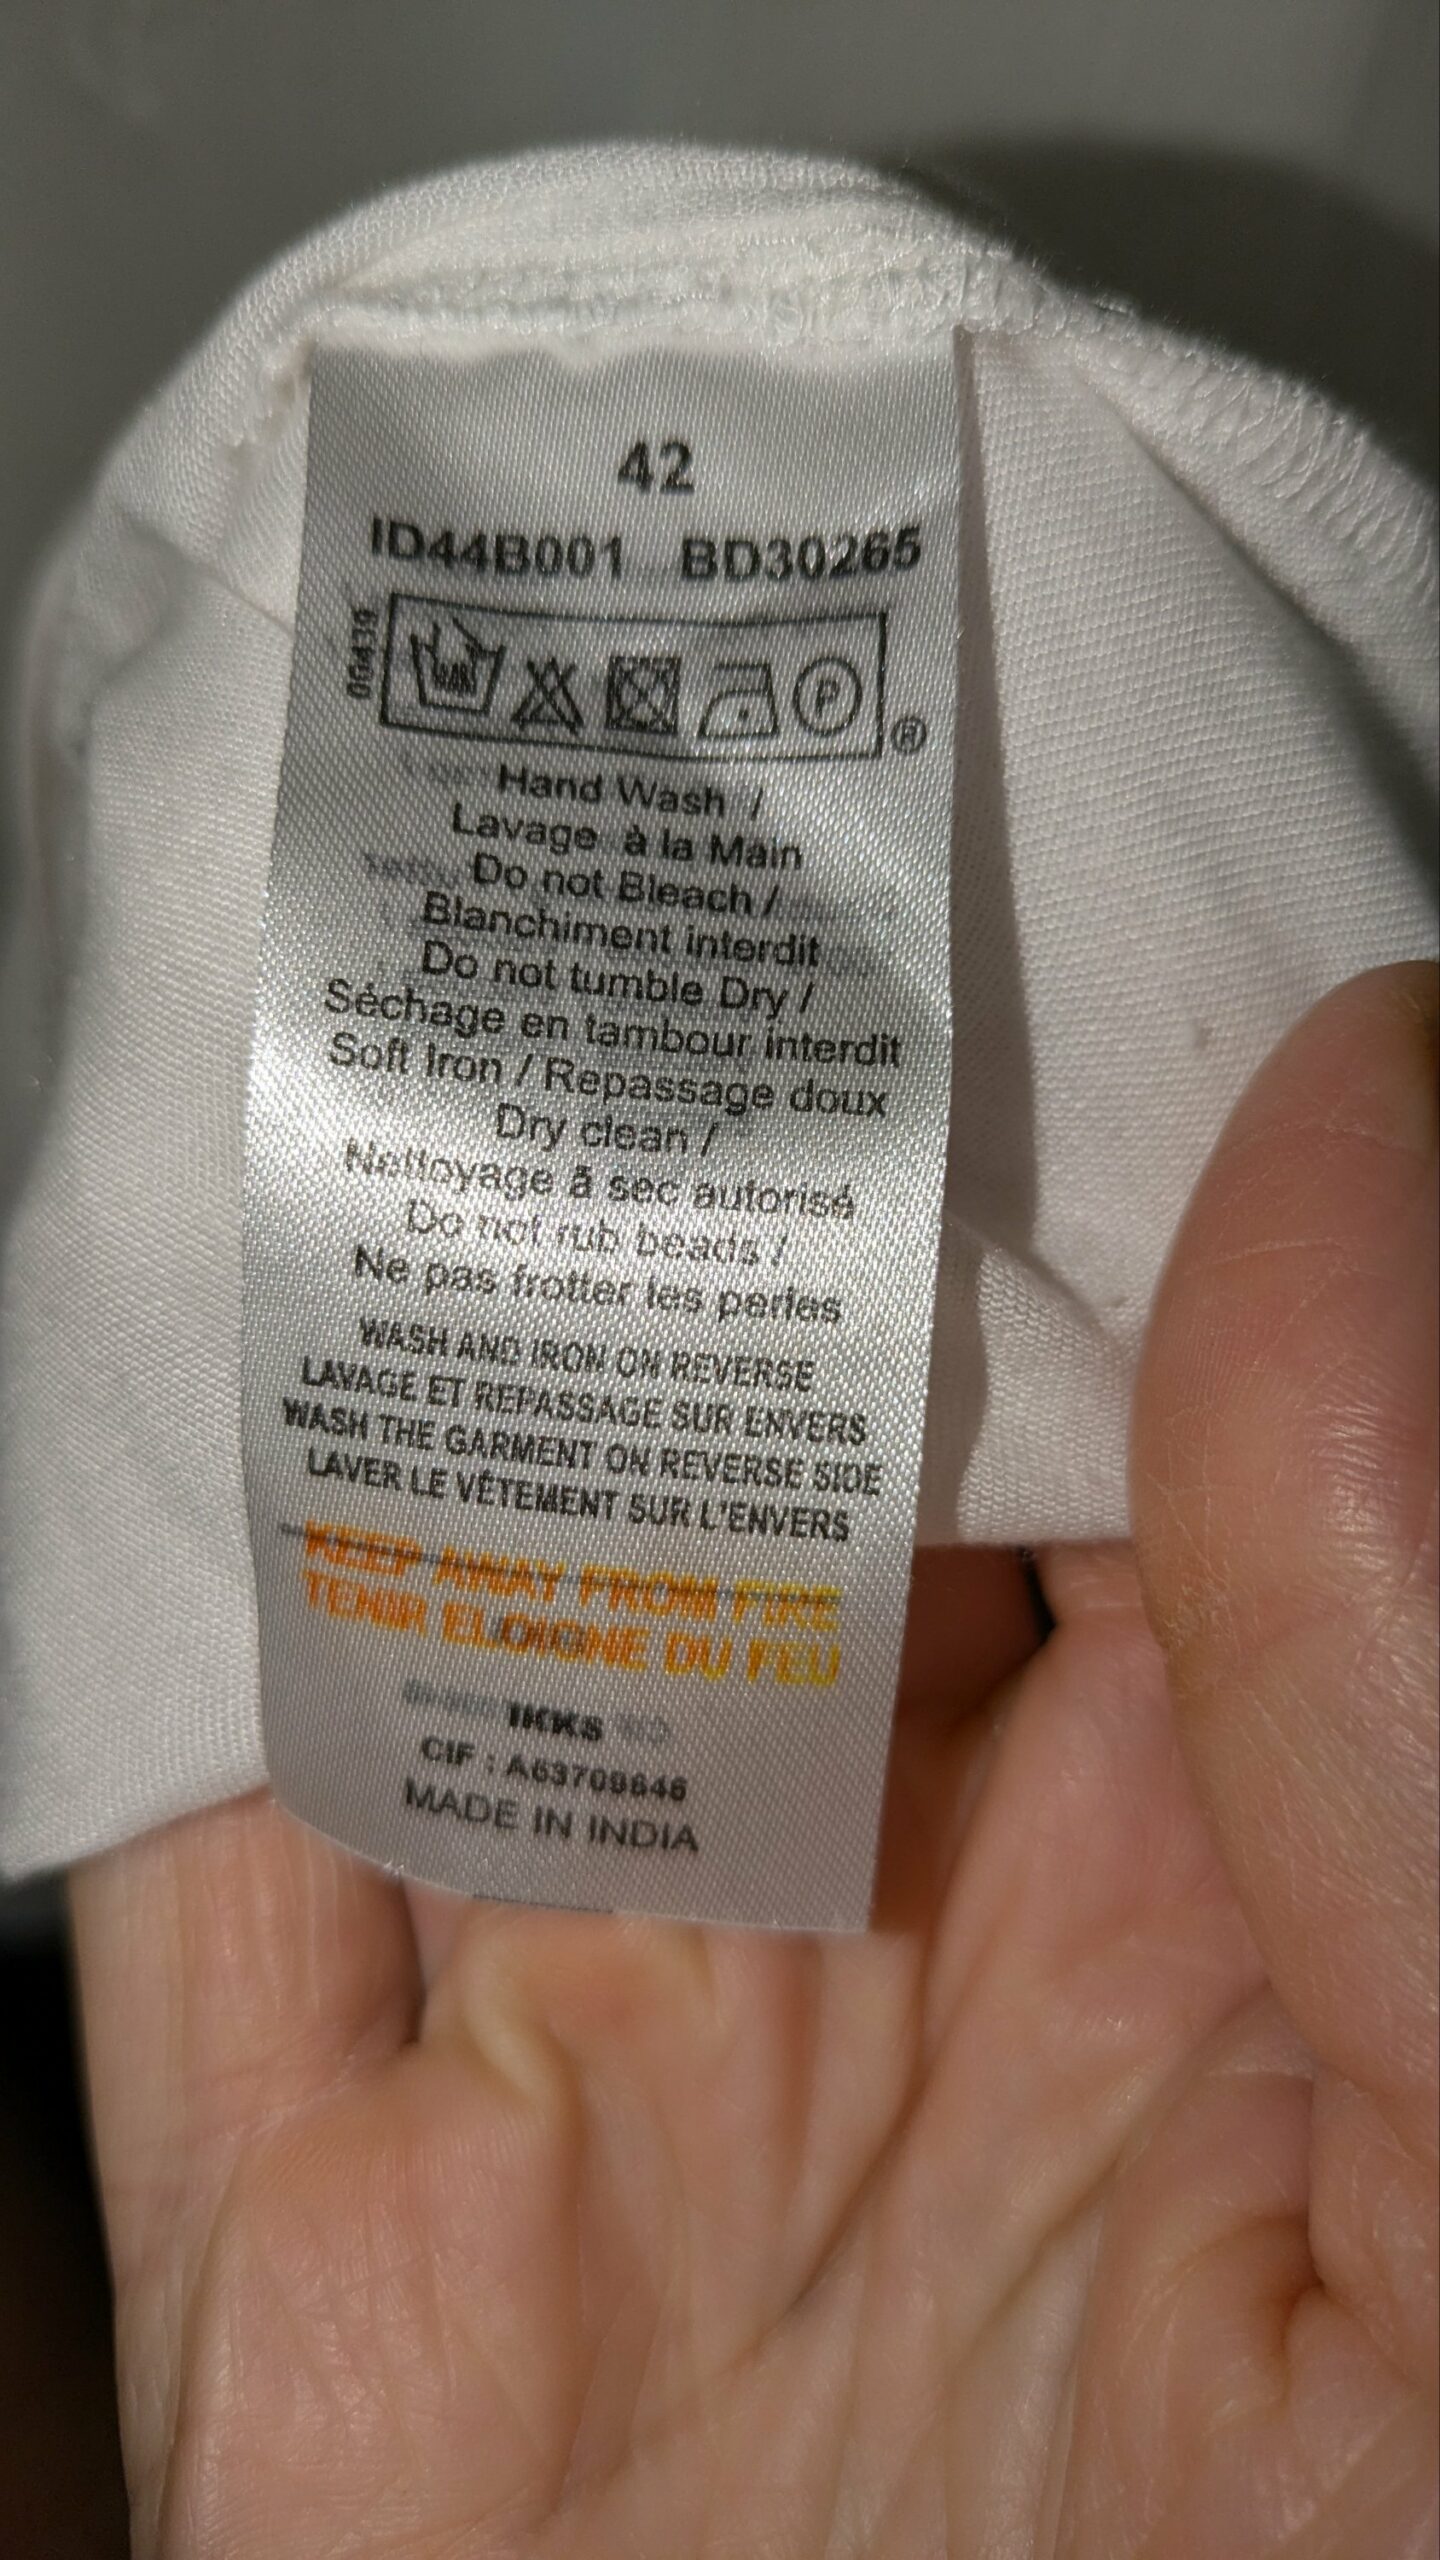 42
ID44B001 BD30265
00439
P
®
Hand Wash /
Lavage à la Main
Do not Bleach /
Blanchiment interdit
Do not tumble Dry /
Séchage en tambour interdit
Soft Iron / Repassage doux
Dry clean /
Nettoyage à sec autorisé
Do not rub beads /
Ne pas frotter les perles
WASH AND IRON ON REVERSE
LAVAGE ET REPASSAGE SUR ENVERS
WASH THE GARMENT ON REVERSE SIDE
LAVER LE VÊTEMENT SUR L'ENVERS
KEEP AWAY FROM FIRE
TENIR ELOIGNE DU FEU
IKKS
CIF : A63709646
MADE IN INDIA